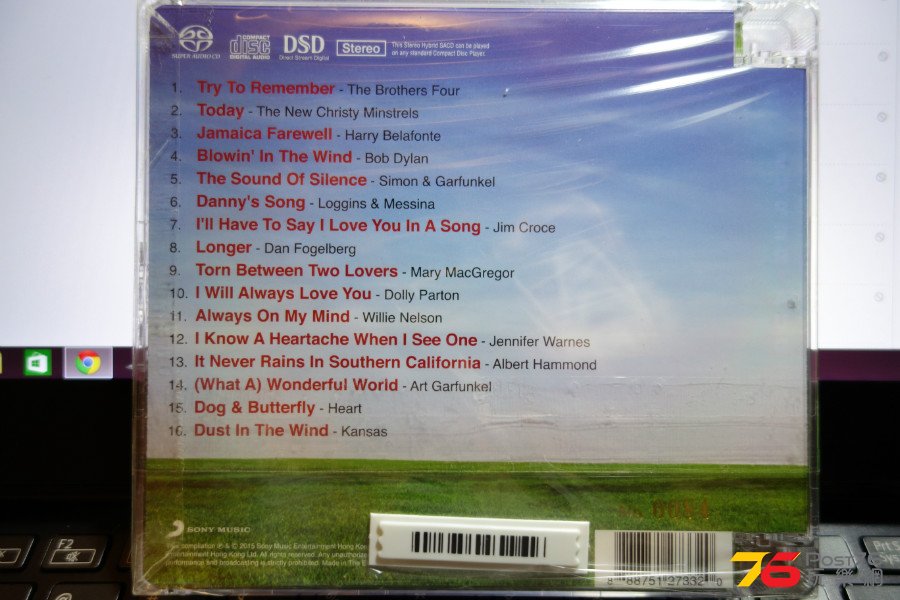 SUPER AUDIO CD
COMPACT
disc
DIGITAL AUDIO
DSD
Direct Stream Digital
Stereo
This Stereo Hybrid SACD can be played
on any standard Compact Disc Player.
1. Try To Remember - The Brothers Four
2. Today - The New Christy Minstrels
3. Jamaica Farewell - Harry Belafonte
4. Blowin' In The Wind - Bob Dylan
5. The Sound Of Silence - Simon & Garfunkel
6. Danny's Song - Loggins & Messina
7. I'll Have To Say I Love You In A Song - Jim Croce
8. Longer - Dan Fogelberg
9. Torn Between Two Lovers - Mary MacGregor
10. I Will Always Love You - Dolly Parton
11. Always On My Mind - Willie Nelson
12. I Know A Heartache When I See One - Jennifer Warnes
13. It Never Rains In Southern California - Albert Hammond
14. (What A) Wonderful World - Art Garfunkel
15. Dog & Butterfly - Heart
16. Dust In The Wind - Kansas
SONY MUSIC
This compilation ℗ & © 2015 Sony Music Entertainment Hong
Entertainment Hong Kong Ltd. All rights reserved. Any unauthor
performance and broadcasting is strictly prohibited. Made in The
8 88751 27332 0
F2
76
POST